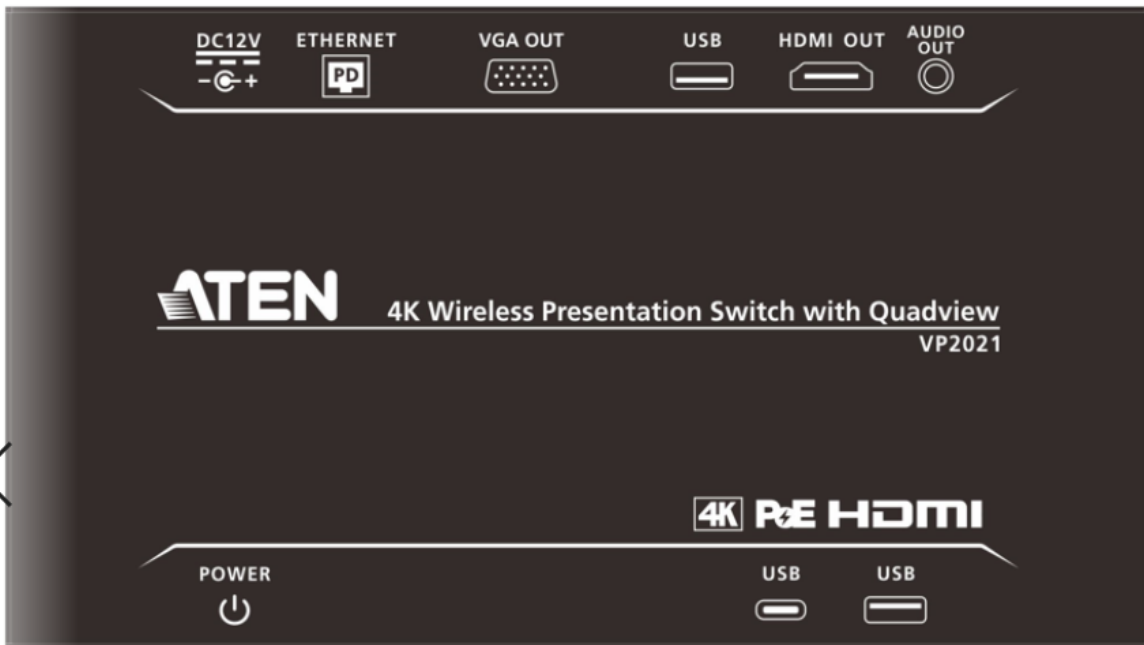 DC12V ETHERNET VGA OUT USB HDMI OUT AUDIO OUT
PD
ATEN
4K Wireless Presentation Switch with Quadview
VP2021
4K PoE HDMI
POWER USB USB